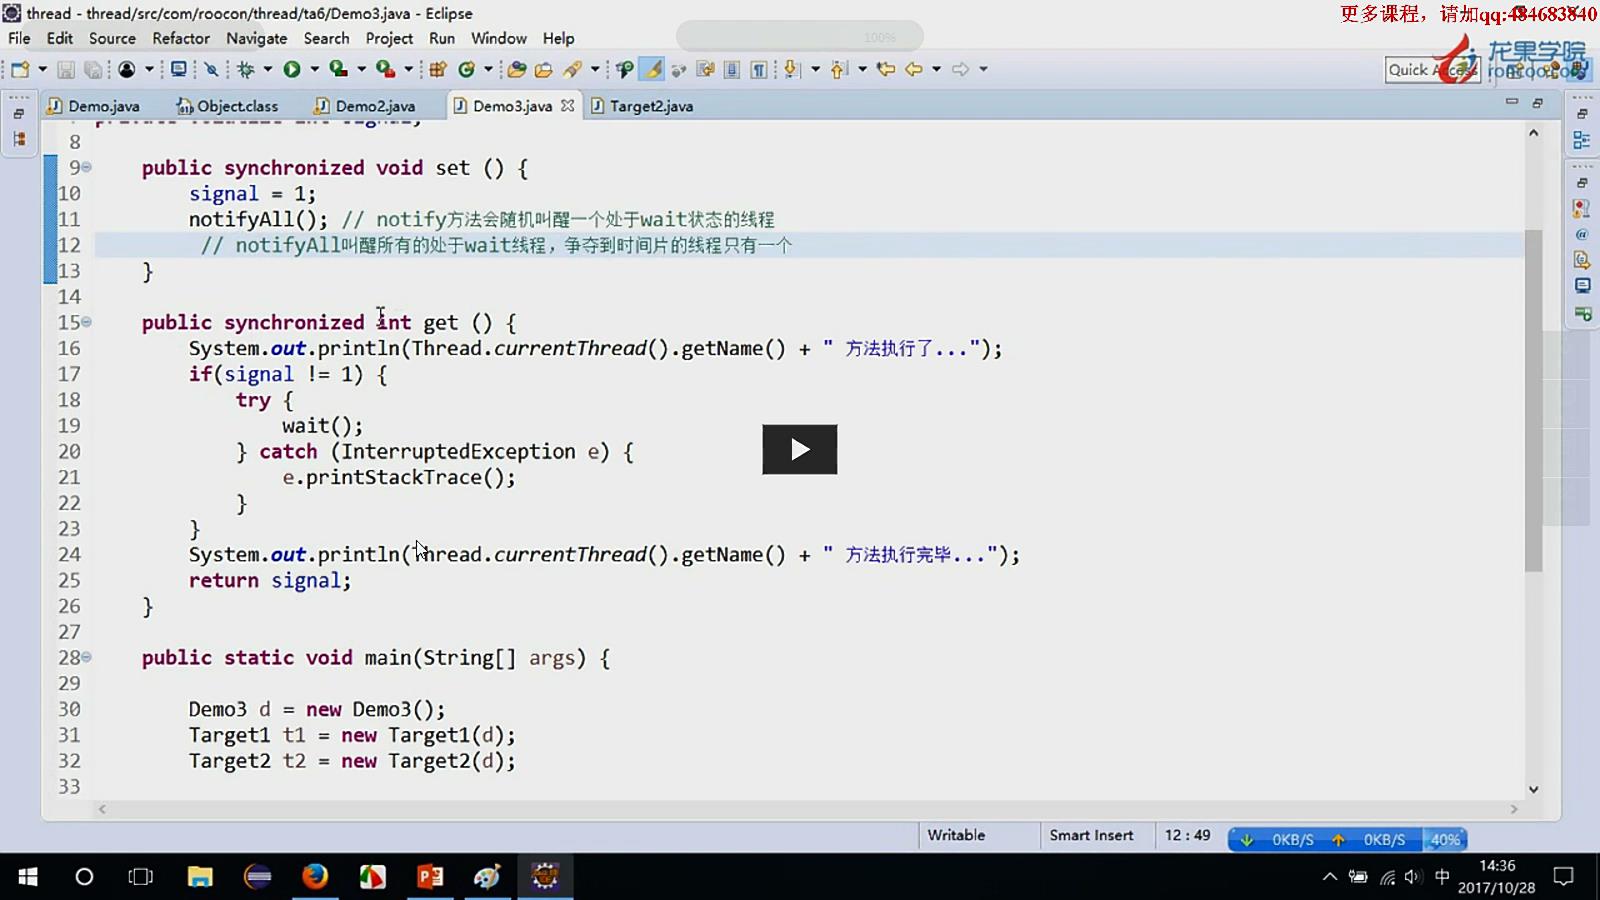 thread - thread/src/com/roocon/thread/ta6/Demo3.java - Eclipse
更多课程，请加qq:484683840
File Edit Source Refactor Navigate Search Project Run Window Help
100%
龙果学院
roncoo.com
Quick Access
Demo.java Object.class Demo2.java Demo3.java Target2.java
private volatile int signal;
8
9 public synchronized void set () {
10 signal = 1;
11 notifyAll(); // notify方法会随机叫醒一个处于wait状态的线程
12 // notifyAll叫醒所有的处于wait线程，争夺到时间片的线程只有一个
13 }
14
15 public synchronized int get () {
16 System.out.println(Thread.currentThread().getName() + " 方法执行了...");
17 if(signal != 1) {
18 try {
19 wait();
20 } catch (InterruptedException e) {
21 e.printStackTrace();
22 }
23 }
24 System.out.println(Thread.currentThread().getName() + " 方法执行完毕...");
25 return signal;
26 }
27
28 public static void main(String[] args) {
29
30 Demo3 d = new Demo3();
31 Target1 t1 = new Target1(d);
32 Target2 t2 = new Target2(d);
33
Writable Smart Insert 12 : 49 0KB/S 0KB/S 40%
中 14:36
2017/10/28